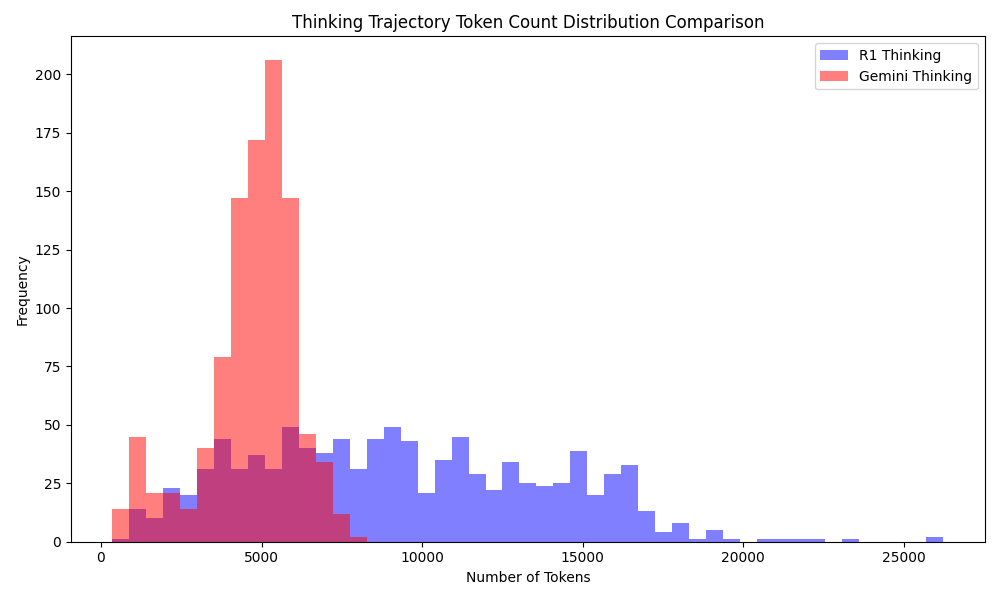 Thinking Trajectory Token Count Distribution Comparison
R1 Thinking
Gemini Thinking
200
175
150
125
100
75
50
25
0
Frequency
0 5000 10000 15000 20000 25000
Number of Tokens